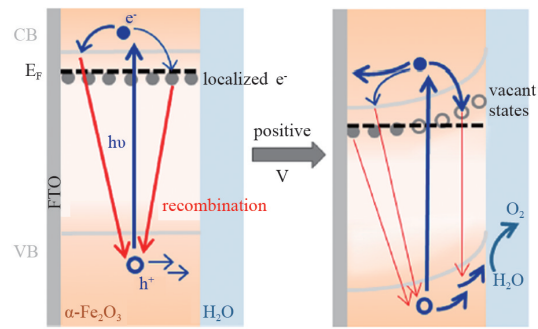 CB
e-
E_F
localized e-
hυ
positive
V
vacant
states
FTO
recombination
VB
h+
O2
H2O
α-Fe2O3
H2O